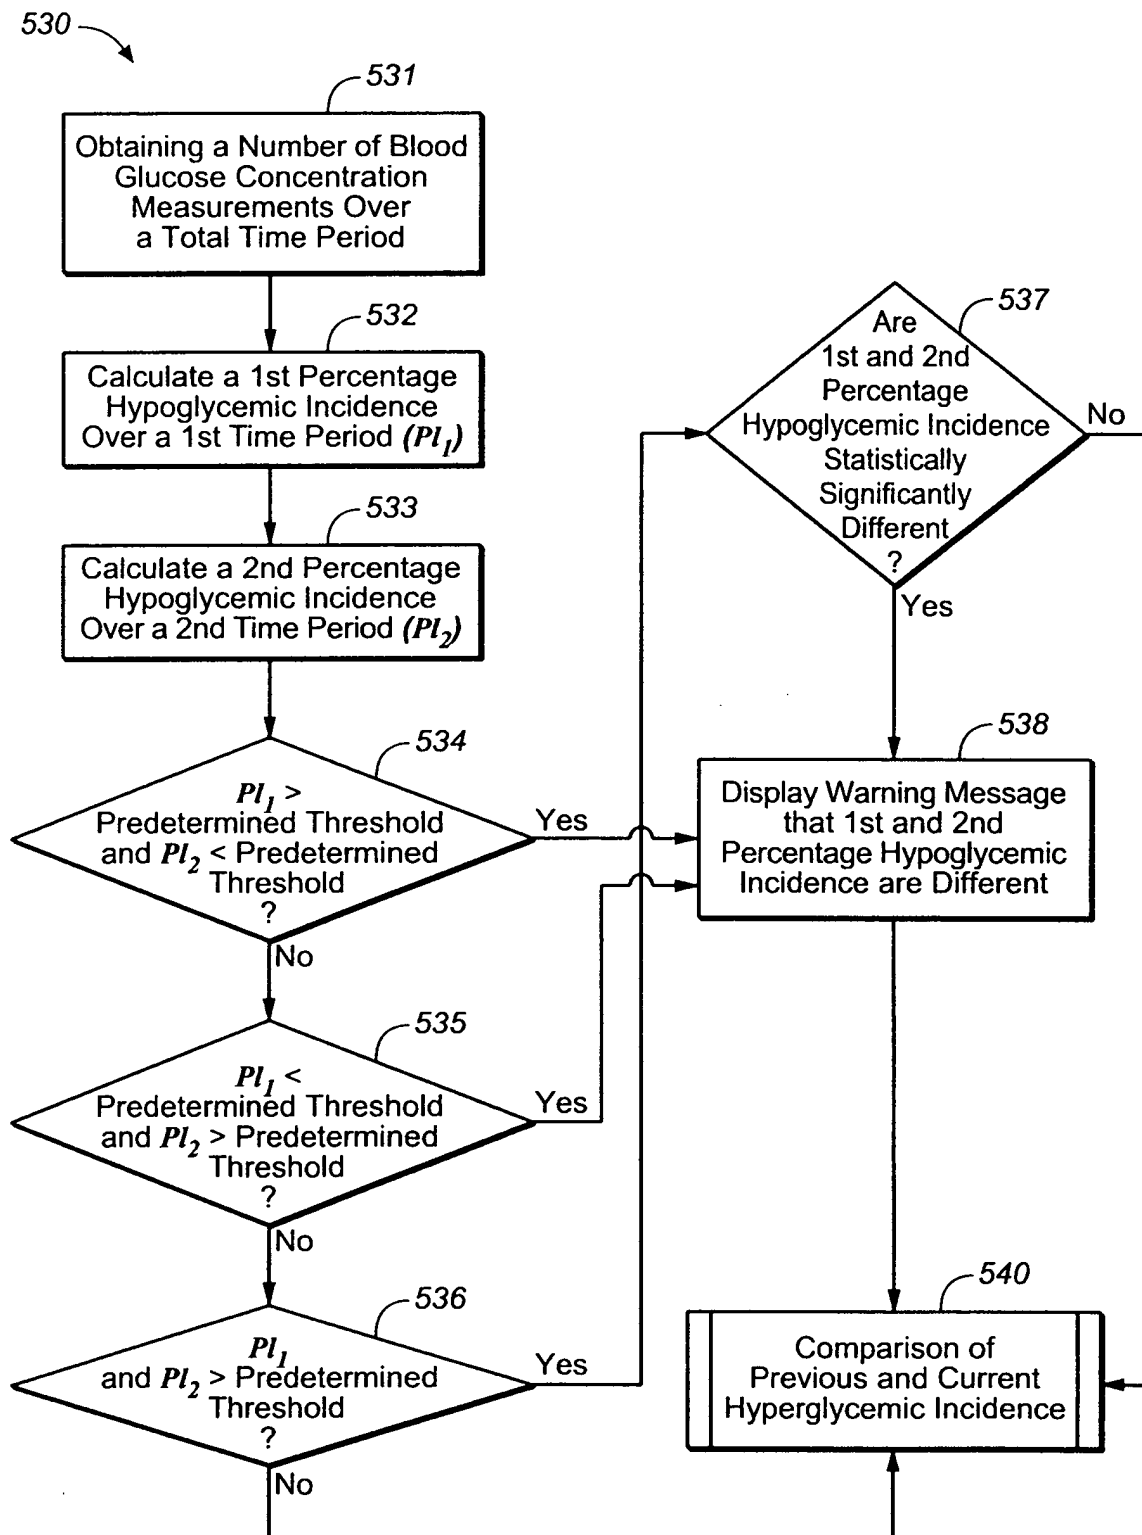 530
531
Obtaining a Number of Blood
Glucose Concentration
Measurements Over
a Total Time Period
532
Calculate a 1st Percentage
Hypoglycemic Incidence
Over a 1st Time Period (PI1)
533
Calculate a 2nd Percentage
Hypoglycemic Incidence
Over a 2nd Time Period (PI2)
534
PI1 >
Predetermined Threshold
and PI2 < Predetermined
Threshold
?
Yes
No
535
PI1 <
Predetermined Threshold
and PI2 > Predetermined
Threshold
?
Yes
No
536
PI1
and PI2 > Predetermined
Threshold
?
Yes
No
537
Are
1st and 2nd
Percentage
Hypoglycemic Incidence
Statistically
Significantly
Different
?
No
Yes
538
Display Warning Message
that 1st and 2nd
Percentage Hypoglycemic
Incidence are Different
540
Comparison of
Previous and Current
Hyperglycemic Incidence